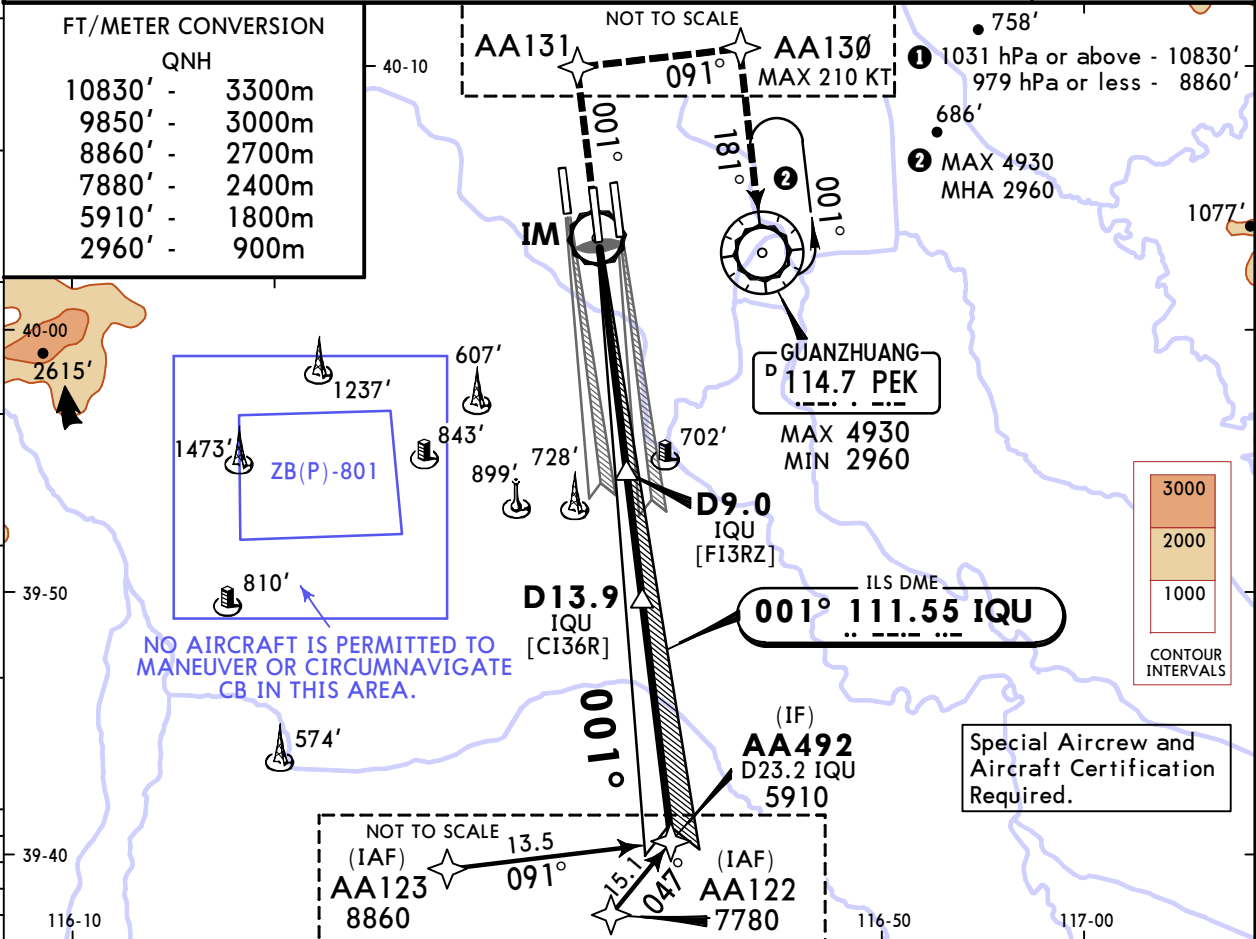 FT/METER CONVERSION
QNH
10830' - 3300m
9850' - 3000m
8860' - 2700m
7880' - 2400m
5910' - 1800m
2960' - 900m
NOT TO SCALE
AA131
AA13Ø
MAX 210 KT
091°
001°
181°
001°
2
40-10
758'
1 1031 hPa or above - 10830'
979 hPa or less - 8860'
686'
2 MAX 4930
MHA 2960
1077'
IM
40-00
2615'
1237'
607'
1473'
843'
ZB(P)-801
899'
728'
702'
810'
GUANZHUANG
D 114.7 PEK
MAX 4930
MIN 2960
D9.0
IQU
[FI3RZ]
3000
2000
1000
CONTOUR
INTERVALS
39-50
D13.9
IQU
[CI36R]
ILS DME
001° 111.55 IQU
NO AIRCRAFT IS PERMITTED TO
MANEUVER OR CIRCUMNAVIGATE
CB IN THIS AREA.
001°
574'
(IF)
AA492
D23.2 IQU
5910
Special Aircrew and
Aircraft Certification
Required.
39-40
NOT TO SCALE
(IAF)
AA123
8860
13.5
091°
15.1
047°
(IAF)
AA122
7780
116-10
116-50
117-00